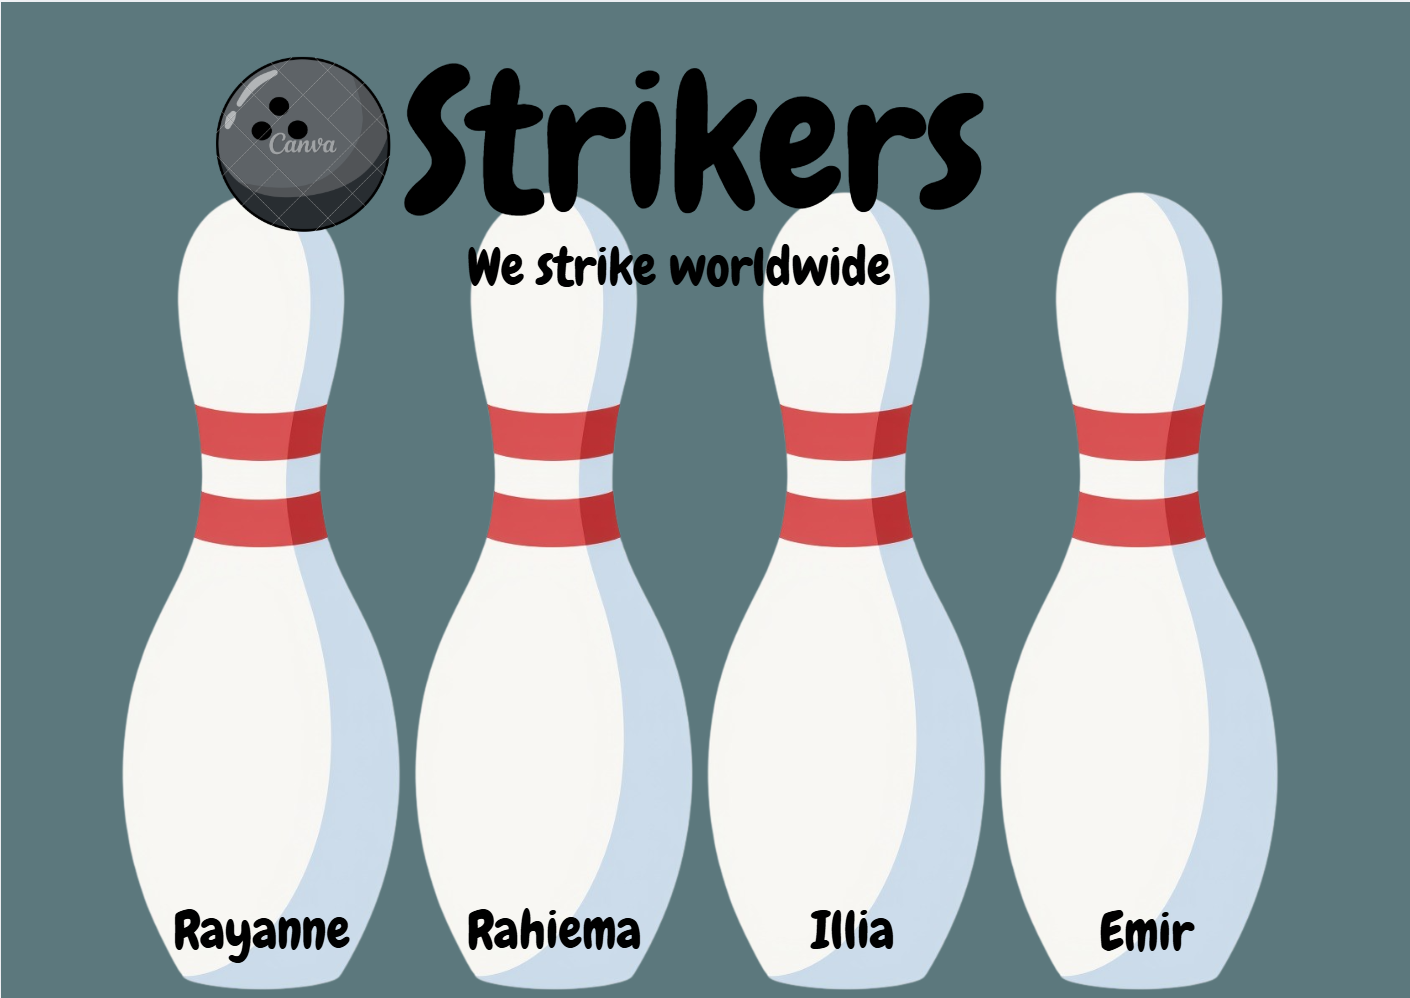 Canva
Strikers
We strike worldwide
Rayanne Rahiema Illia Emir